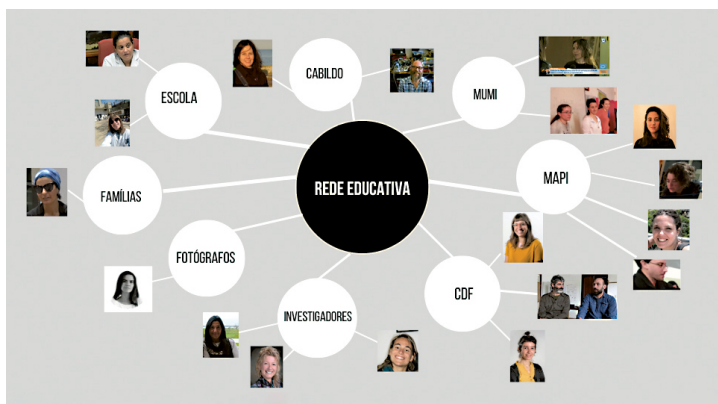 CABILDO
ESCOLA
MUMI
MAPI
REDE EDUCATIVA
FAMÍLIAS
FOTÓGRAFOS
CDF
INVESTIGADORES